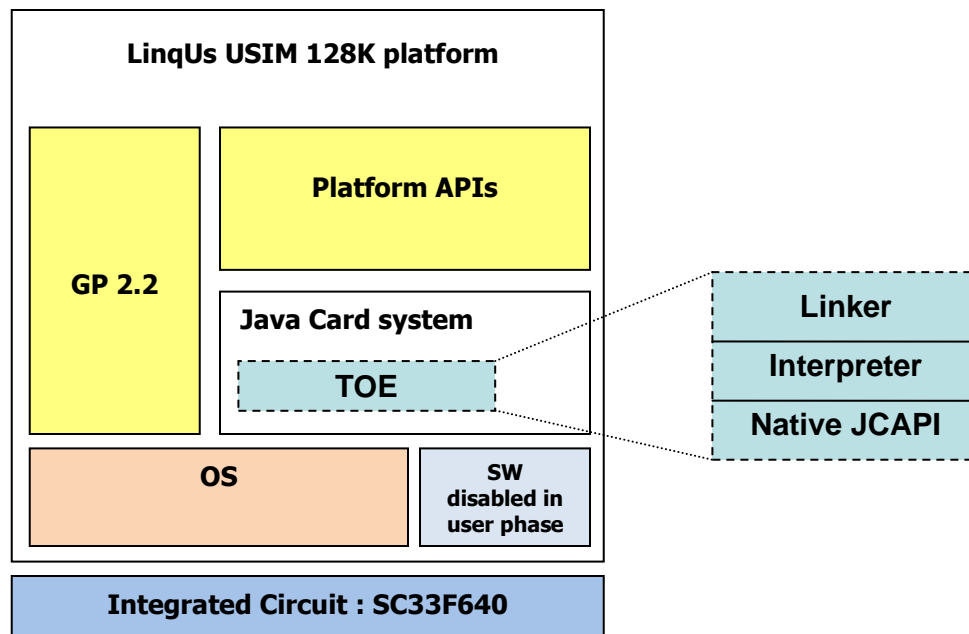 LinqUs USIM 128K platform
Platform APIs
GP 2.2
Java Card system
TOE
Linker
Interpreter
Native JCAPI
OS
SW
disabled in
user phase
Integrated Circuit : SC33F640